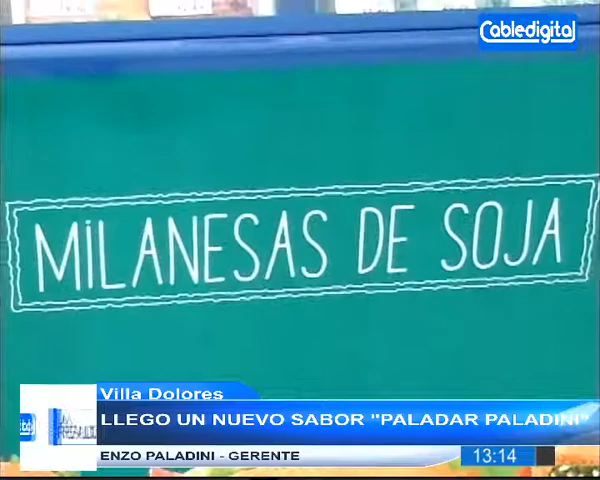 Cabledigital
MiLANESAS DE SOJA
Villa Dolores
LLEGO UN NUEVO SABOR "PALADAR PALADINI"
ENZO PALADINI - GERENTE
13:14